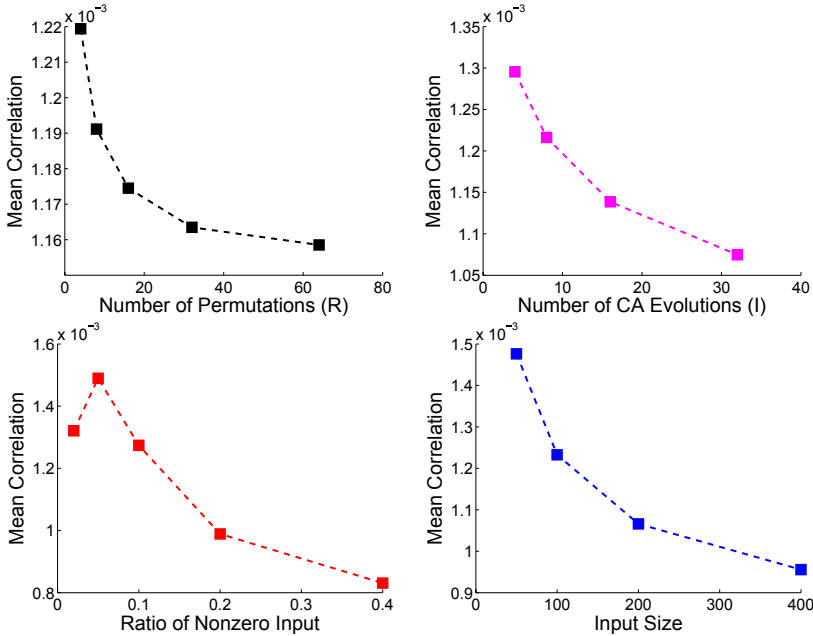 x 10⁻³
1.22
1.21
1.2
1.19
1.18
1.17
1.16
Mean Correlation
0 20 40 60 80
Number of Permutations (R)
x 10⁻³
1.35
1.3
1.25
1.2
1.15
1.1
1.05
Mean Correlation
0 10 20 30 40
Number of CA Evolutions (I)
x 10⁻³
1.6
1.4
1.2
1
0.8
Mean Correlation
0 0.1 0.2 0.3 0.4
Ratio of Nonzero Input
x 10⁻³
1.5
1.4
1.3
1.2
1.1
1
0.9
Mean Correlation
0 100 200 300 400
Input Size